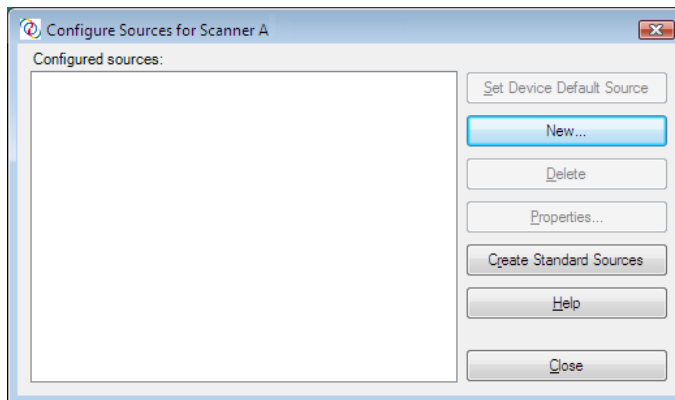 Configure Sources for Scanner A
Configured sources:
Set Device Default Source
New...
Delete
Properties...
Create Standard Sources
Help
Close